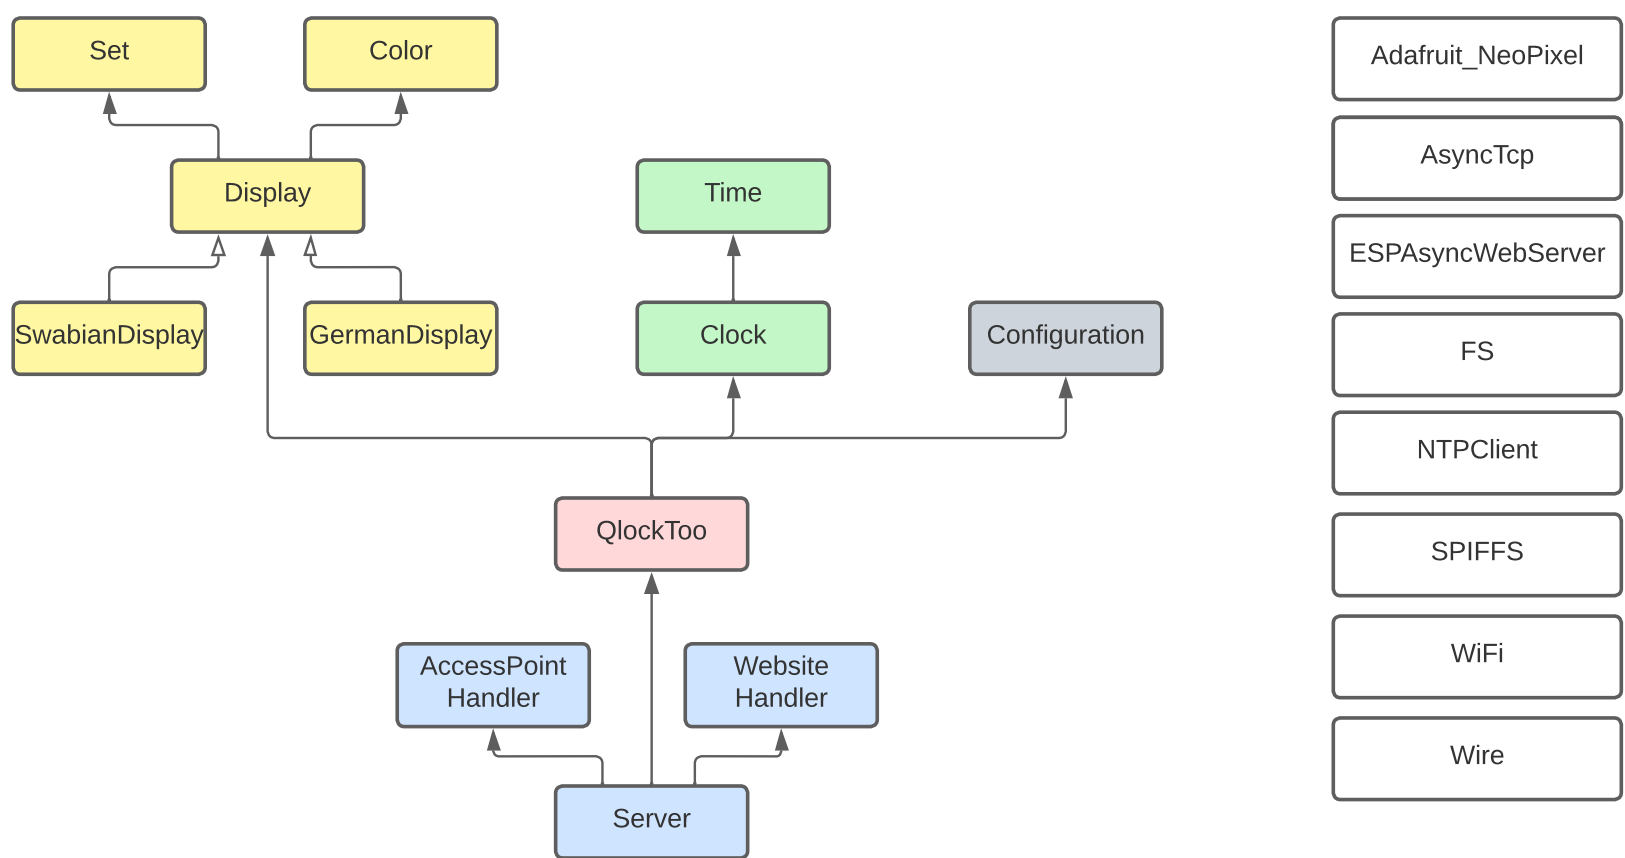 Set
Color
Display
SwabianDisplay
GermanDisplay
Time
Clock
Configuration
QlockToo
AccessPoint
Handler
Website
Handler
Server
Adafruit_NeoPixel
AsyncTcp
ESPAsyncWebServer
FS
NTPClient
SPIFFS
WiFi
Wire